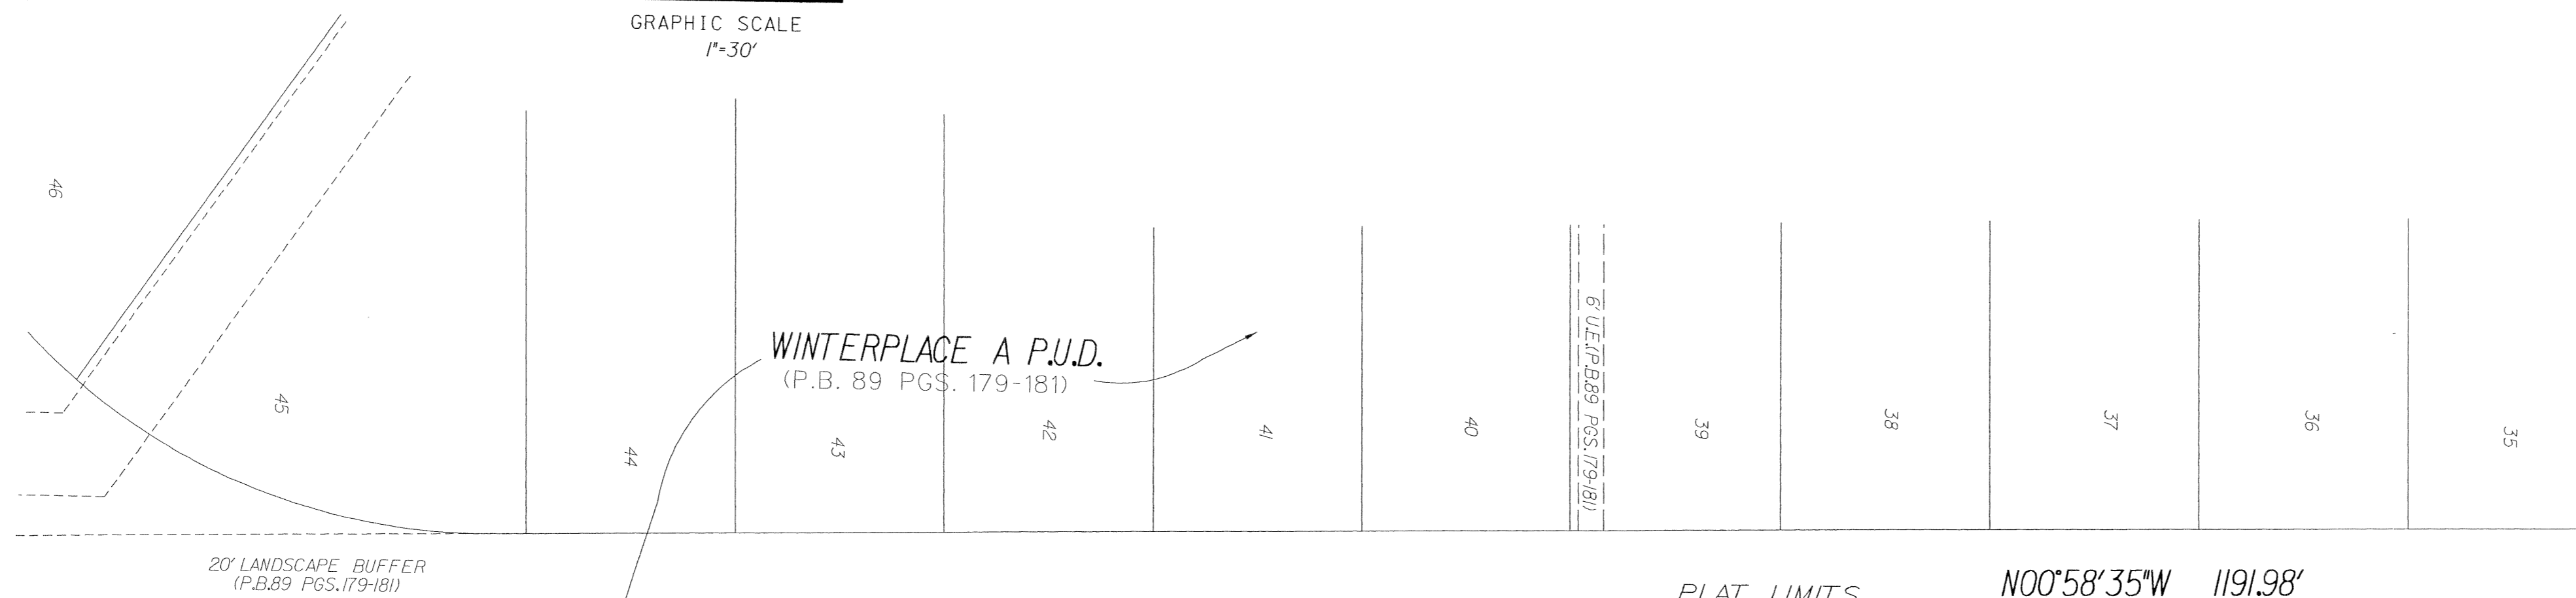 GRAPHIC SCALE
1"=30'
46
45
44
43
42
41
40
39
38
37
36
35
WINTERPLACE A P.U.D.
(P.B. 89 PGS. 179-181)
6' U.E.(P.B.89 PGS.179-181)
20' LANDSCAPE BUFFER
(P.B.89 PGS.179-181)
PLAT LIMITS
N00°58'35"W 1191.98'